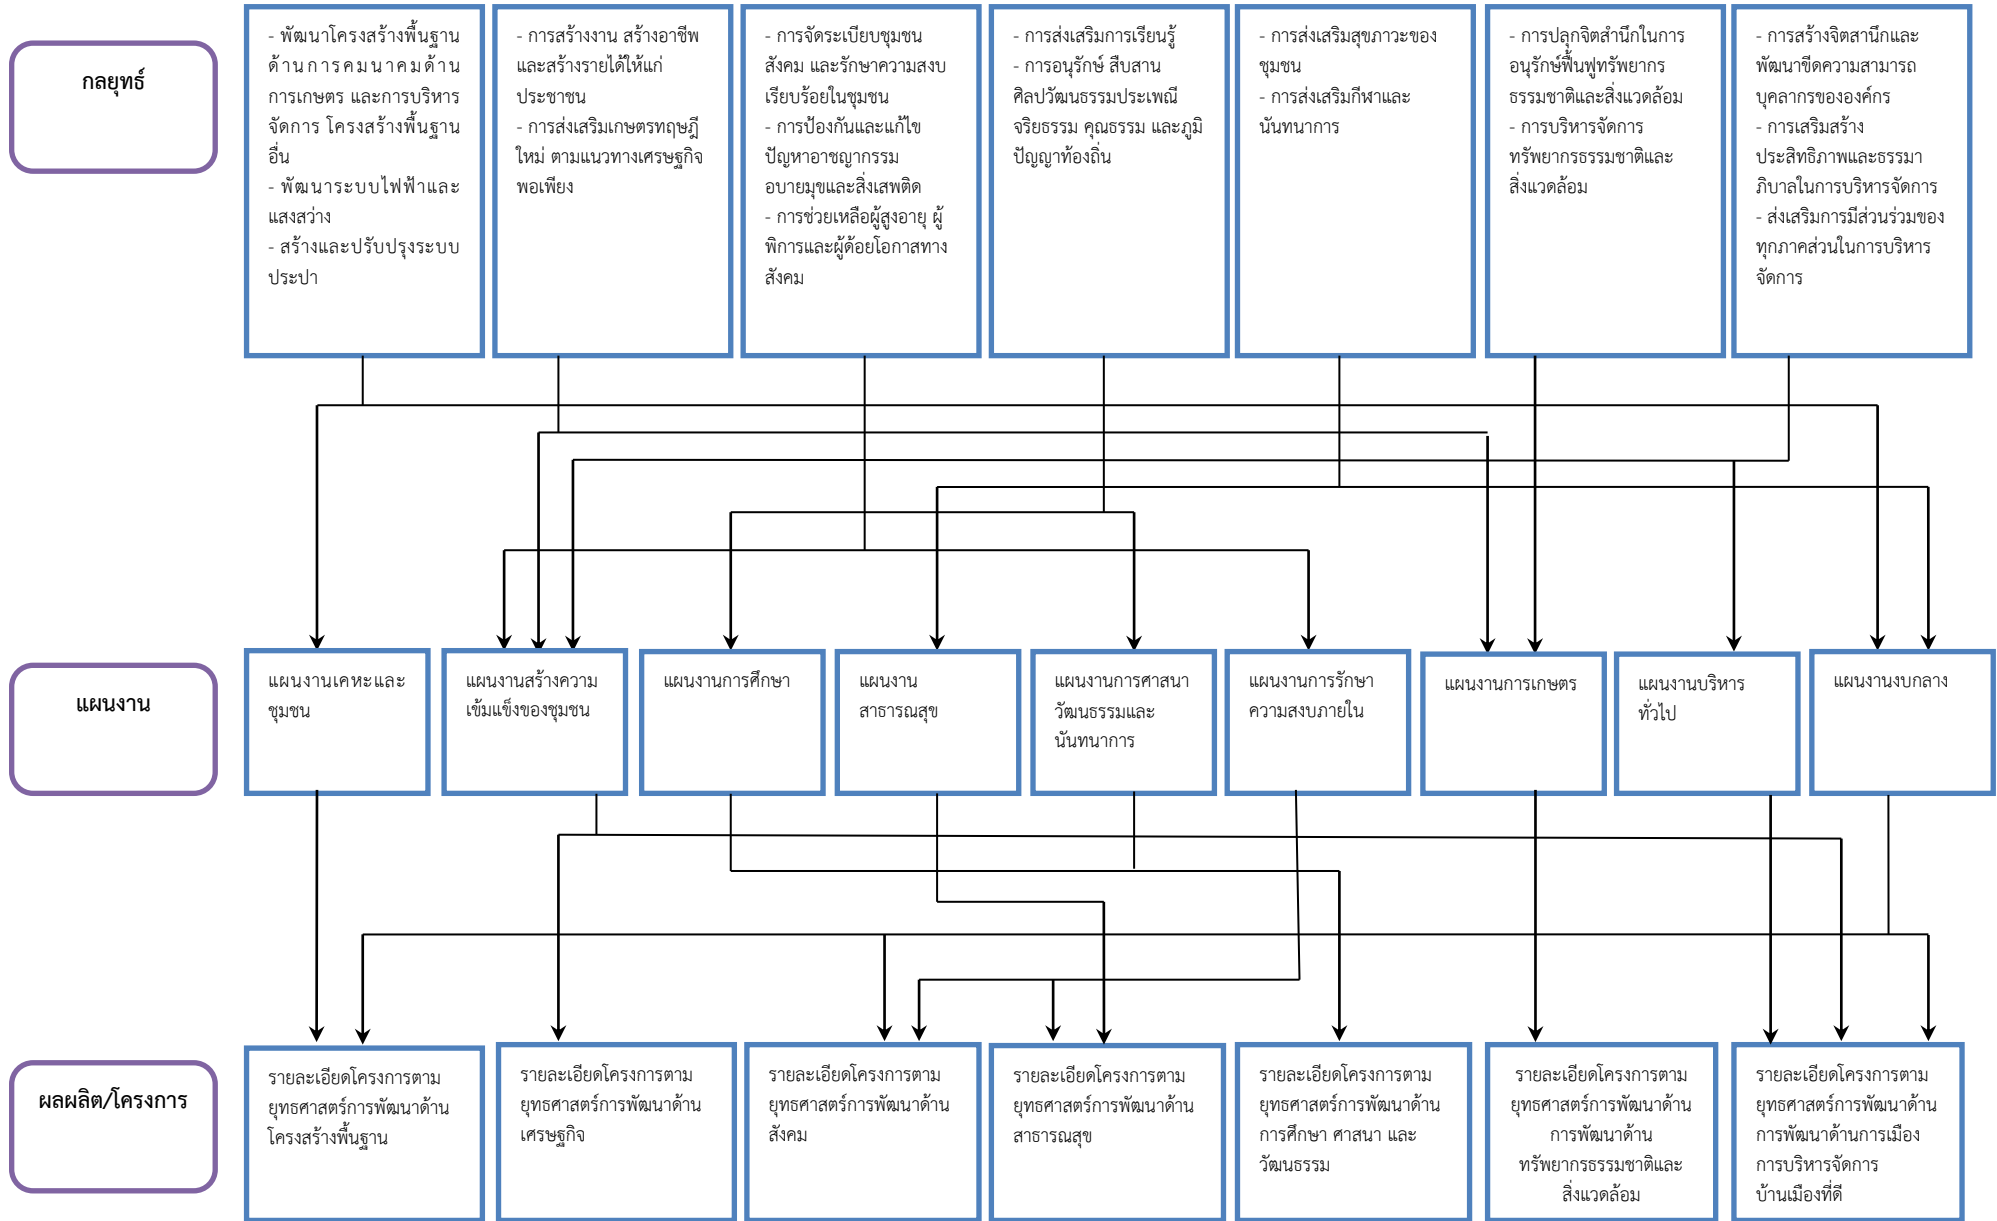 กลยุทธ์
- พัฒนาโครงสร้างพื้นฐาน
ด้านการคมนาคมด้าน
การเกษตร และการบริหาร
จัดการ โครงสร้างพื้นฐาน
อื่น
- พัฒนาระบบไฟฟ้าและ
แสงสว่าง
- สร้างและปรับปรุงระบบ
ประปา
- การสร้างงาน สร้างอาชีพ
และสร้างรายได้ให้แก่
ประชาชน
- การส่งเสริมเกษตรทฤษฎี
ใหม่ ตามแนวทางเศรษฐกิจ
พอเพียง
- การจัดระเบียบชุมชน
สังคม และรักษาความสงบ
เรียบร้อยในชุมชน
- การป้องกันและแก้ไข
ปัญหาอาชญากรรม
อบายมุขและสิ่งเสพติด
- การช่วยเหลือผู้สูงอายุ ผู้
พิการและผู้ด้อยโอกาสทาง
สังคม
- การส่งเสริมการเรียนรู้
- การอนุรักษ์ สืบสาน
ศิลปวัฒนธรรมประเพณี
จริยธรรม คุณธรรม และภูมิ
ปัญญาท้องถิ่น
- การส่งเสริมสุขภาวะของ
ชุมชน
- การส่งเสริมกีฬาและ
นันทนาการ
- การปลุกจิตสำนึกในการ
อนุรักษ์ฟื้นฟูทรัพยากร
ธรรมชาติและสิ่งแวดล้อม
- การบริหารจัดการ
ทรัพยากรธรรมชาติและ
สิ่งแวดล้อม
- การสร้างจิตสานึกและ
พัฒนาขีดความสามารถ
บุคลากรขององค์กร
- การเสริมสร้าง
ประสิทธิภาพและธรรมา
ภิบาลในการบริหารจัดการ
- ส่งเสริมการมีส่วนร่วมของ
ทุกภาคส่วนในการบริหาร
จัดการ
แผนงาน
แผนงานเคหะและ
ชุมชน
แผนงานสร้างความ
เข้มแข็งของชุมชน
แผนงานการศึกษา
แผนงาน
สาธารณสุข
แผนงานการศาสนา
วัฒนธรรมและ
นันทนาการ
แผนงานการรักษา
ความสงบภายใน
แผนงานการเกษตร
แผนงานบริหาร
ทั่วไป
แผนงานงบกลาง
ผลผลิต/โครงการ
รายละเอียดโครงการตาม
ยุทธศาสตร์การพัฒนาด้าน
โครงสร้างพื้นฐาน
รายละเอียดโครงการตาม
ยุทธศาสตร์การพัฒนาด้าน
เศรษฐกิจ
รายละเอียดโครงการตาม
ยุทธศาสตร์การพัฒนาด้าน
สังคม
รายละเอียดโครงการตาม
ยุทธศาสตร์การพัฒนาด้าน
สาธารณสุข
รายละเอียดโครงการตาม
ยุทธศาสตร์การพัฒนาด้าน
การศึกษา ศาสนา และ
วัฒนธรรม
รายละเอียดโครงการตาม
ยุทธศาสตร์การพัฒนาด้าน
การพัฒนาด้าน
ทรัพยากรธรรมชาติและ
สิ่งแวดล้อม
รายละเอียดโครงการตาม
ยุทธศาสตร์การพัฒนาด้าน
การพัฒนาด้านการเมือง
การบริหารจัดการ
บ้านเมืองที่ดี